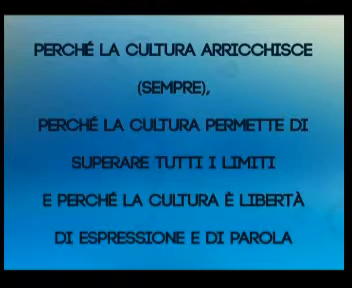 PERCHÉ LA CULTURA ARRICCHISCE
(SEMPRE),
PERCHÉ LA CULTURA PERMETTE DI
SUPERARE TUTTI I LIMITI
E PERCHÉ LA CULTURA È LIBERTÀ
DI ESPRESSIONE E DI PAROLA